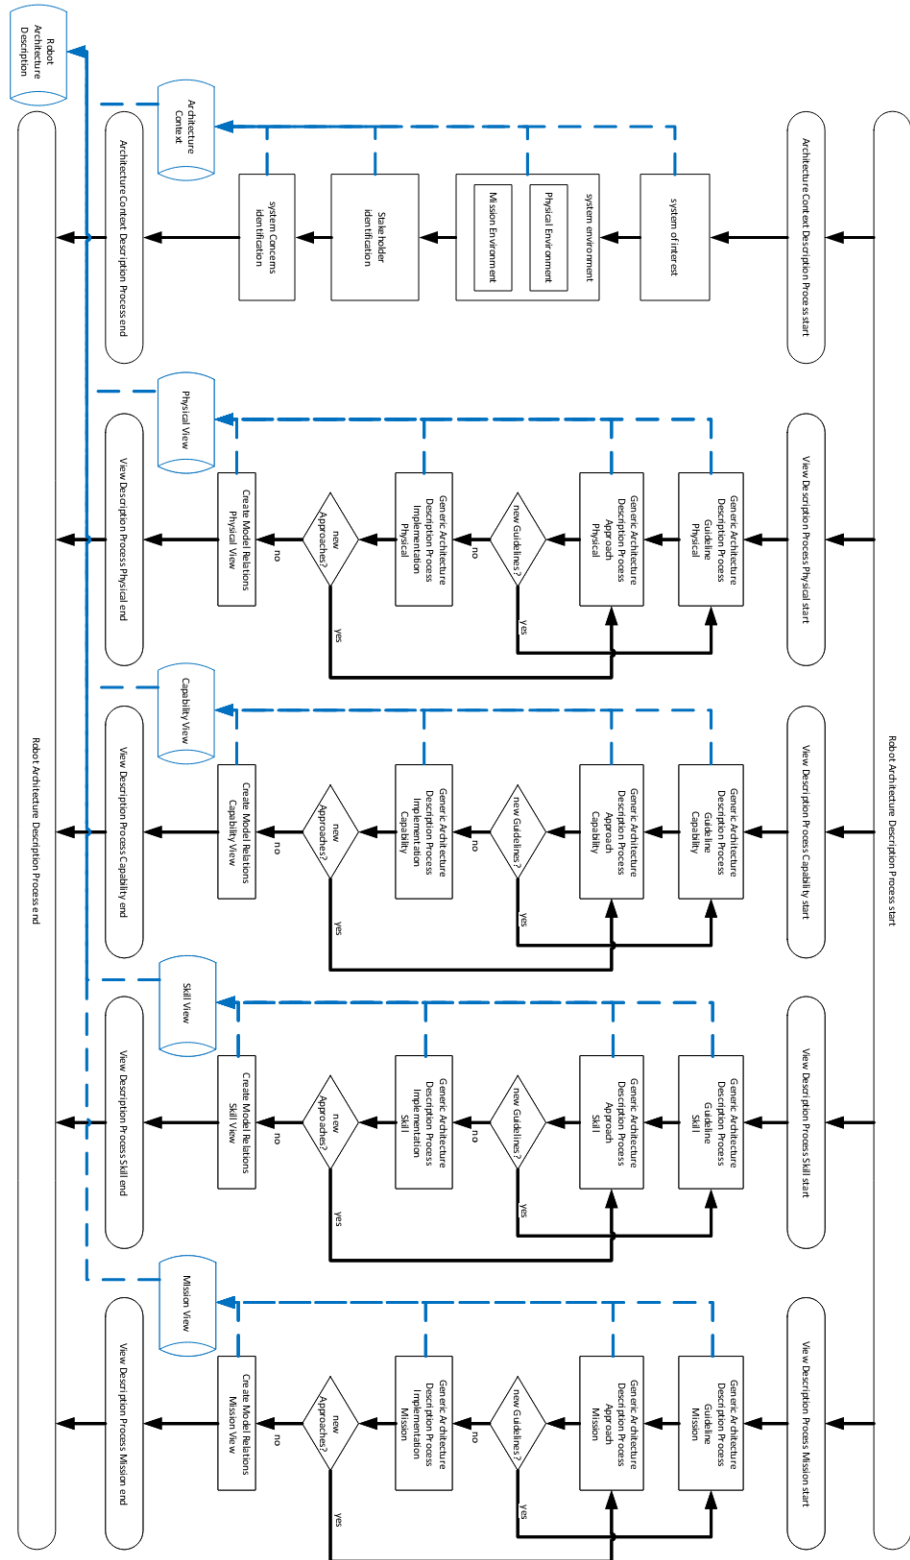 Robot Architecture Description Process start
Architecture Context Description Process start
system of interest
system environment
Physical Environment
Mission Environment
Stakeholder
identification
system Concerns
identification
Architecture
Context
Architecture Context Description Process end
View Description Process Physical start
Generic Architecture
Description Process
Guideline
Physical
Generic Architecture
Description Process
Approach
Physical
new Guidelines?
yes
no
Generic Architecture
Description Process
Implementation
Physical
new
Approaches?
yes
no
Create Model Relations
Physical View
Physical View
View Description Process Physical end
View Description Process Capability start
Generic Architecture
Description Process
Guideline
Capability
Generic Architecture
Description Process
Approach
Capability
new Guidelines?
yes
no
Generic Architecture
Description Process
Implementation
Capability
new
Approaches?
yes
no
Create Model Relations
Capability View
Capability View
View Description Process Capability end
View Description Process Skill start
Generic Architecture
Description Process
Guideline
Skill
Generic Architecture
Description Process
Approach
Skill
new Guidelines?
yes
no
Generic Architecture
Description Process
Implementation
Skill
new
Approaches?
yes
no
Create Model Relations
Skill View
Skill View
View Description Process Skill end
View Description Process Mission start
Generic Architecture
Description Process
Guideline
Mission
Generic Architecture
Description Process
Approach
Mission
new Guidelines?
yes
no
Generic Architecture
Description Process
Implementation
Mission
new
Approaches?
yes
no
Create Model Relations
Mission View
Mission View
View Description Process Mission end
Robot
Architecture
Description
Robot Architecture Description Process end